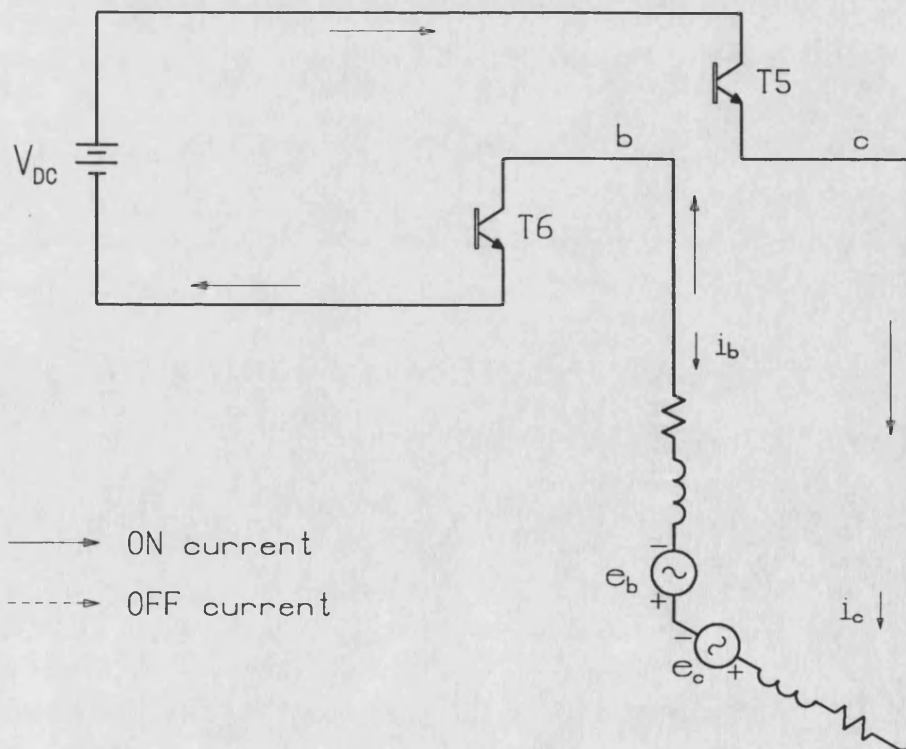 T5
b
c
V_DC
T6
i_b
ON current
e_b
OFF current
i_c
e_c